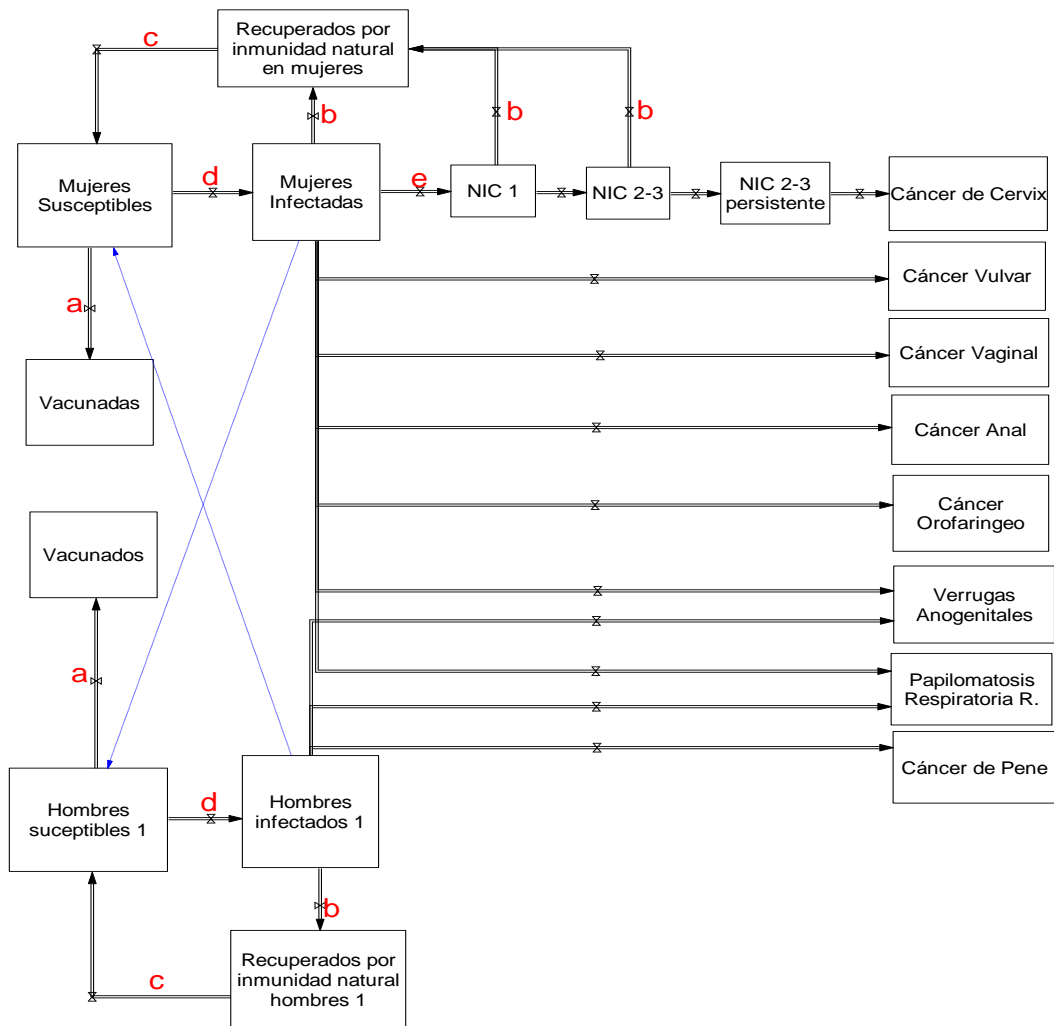 Recuperados por
inmunidad natural
en mujeres
c
b
b
b
Mujeres
Susceptibles
d
Mujeres
Infectadas
e
NIC 1
NIC 2-3
NIC 2-3
persistente
Cáncer de Cervix
Cáncer Vulvar
a
Cáncer Vaginal
Vacunadas
Cáncer Anal
Cáncer
Orofaringeo
Vacunados
Verrugas
Anogenitales
a
Papilomatosis
Respiratoria R.
Cáncer de Pene
Hombres
suceptibles 1
d
Hombres
infectados 1
b
Recuperados por
inmunidad natural
hombres 1
c